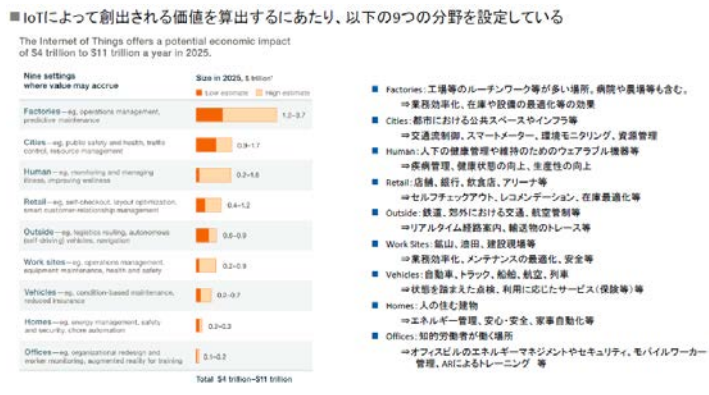 ■IoTによって創出される価値を算出するにあたり、以下の9つの分野を設定している
The Internet of Things offers a potential economic impact
of $4 trillion to $11 trillion a year in 2025.
Nine settings
where value may accrue
Size in 2025, $ trillion¹
Low estimate High estimate
Factories—eg, operations management,
predictive maintenance
1.2–3.7
Cities—eg, public safety and health, traffic
control, resource management
0.9–1.7
Human—eg, monitoring and managing
illness, improving wellness
0.2–1.6
Retail—eg, self-checkout, layout optimization,
smart customer-relationship management
0.4–1.2
Outside—eg, logistics routing, autonomous
(self-driving) vehicles, navigation
0.6–0.9
Work sites—eg, operations management,
equipment maintenance, health and safety
0.2–0.9
Vehicles—eg, condition-based maintenance,
reduced insurance
0.2–0.7
Homes—eg, energy management, safety
and security, chore automation
0.2–0.3
Offices—eg, organizational redesign and
worker monitoring, augmented reality for training
0.1–0.2
Total $4 trillion–$11 trillion
■ Factories:工場等のルーチンワーク等が多い場所。病院や農場等も含む。
⇒業務効率化、在庫や設備の最適化等の効果
■ Cities:都市における公共スペースやインフラ等
⇒交通流制御、スマートメーター、環境モニタリング、資源管理
■ Human:人下の健康管理や維持のためのウェアラブル機器等
⇒疾病管理、健康状態の向上、生産性の向上
■ Retail:店舗、銀行、飲食店、アリーナ等
⇒セルフチェックアウト、レコメンデーション、在庫最適化等
■ Outside:鉄道、郊外における交通、航空管制等
⇒リアルタイム経路案内、輸送物のトレース等
■ Work Sites:鉱山、油田、建設現場等
⇒業務効率化、メンテナンスの最適化、安全等
■ Vehicles:自動車、トラック、船舶、航空、列車
⇒状態を踏まえた点検、利用に応じたサービス(保険等)等
■ Homes:人の住む建物
⇒エネルギー管理、安心・安全、家事自動化等
■ Offices:知的労働者が働く場所
⇒オフィスビルのエネルギーマネジメントやセキュリティ、モバイルワーカー
管理、ARによるトレーニング 等